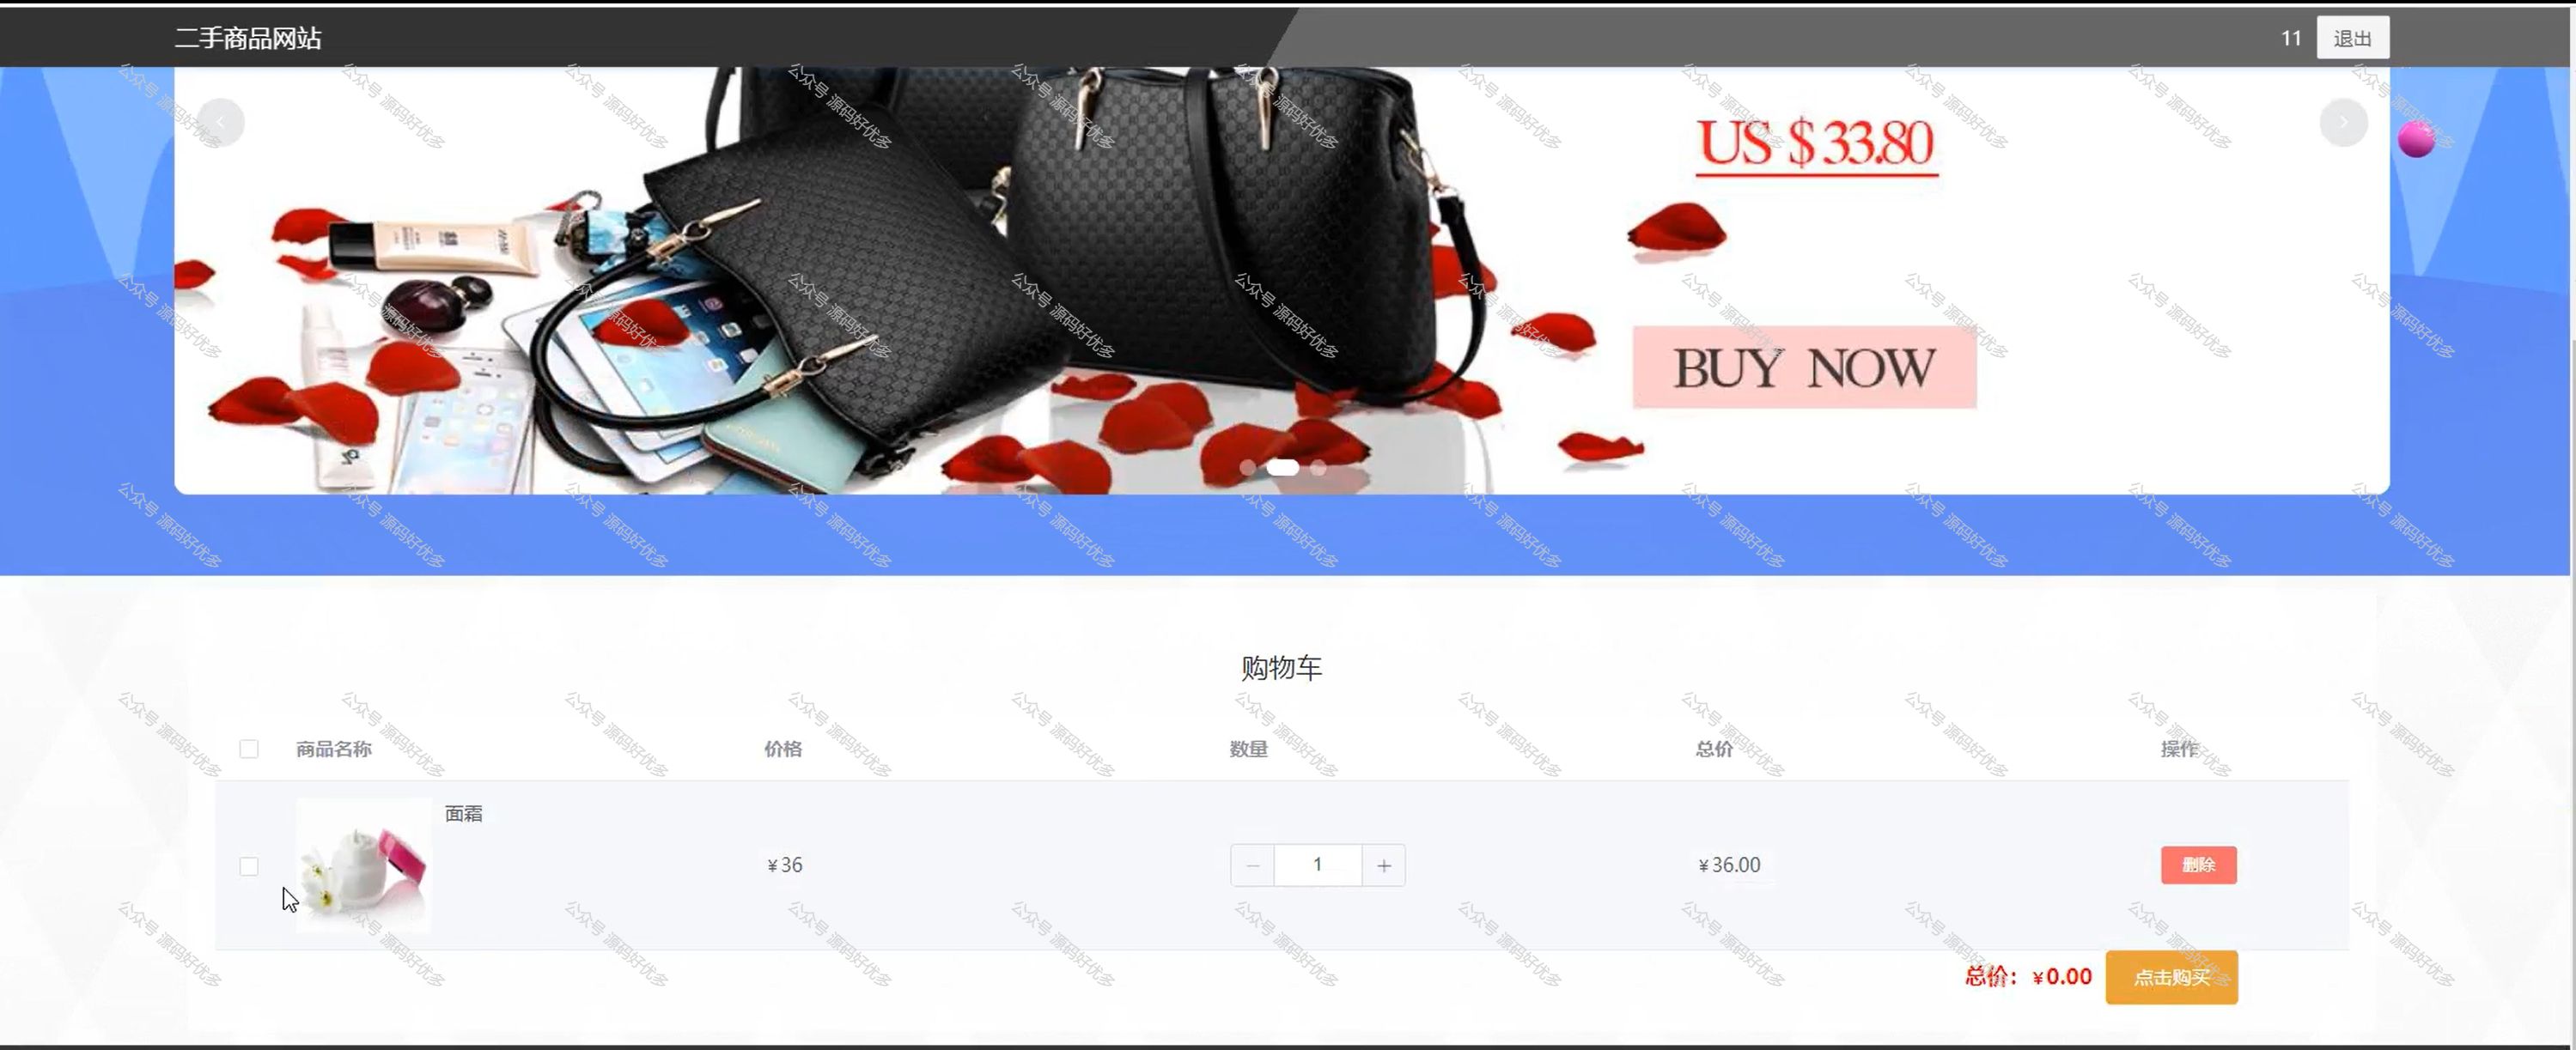 二手商品网站
11
退出
US $33.80
BUY NOW
购物车
商品名称
价格
数量
总价
操作
面霜
¥36
1
¥36.00
删除
总价：¥0.00
点击购买
公众号 源码好优多